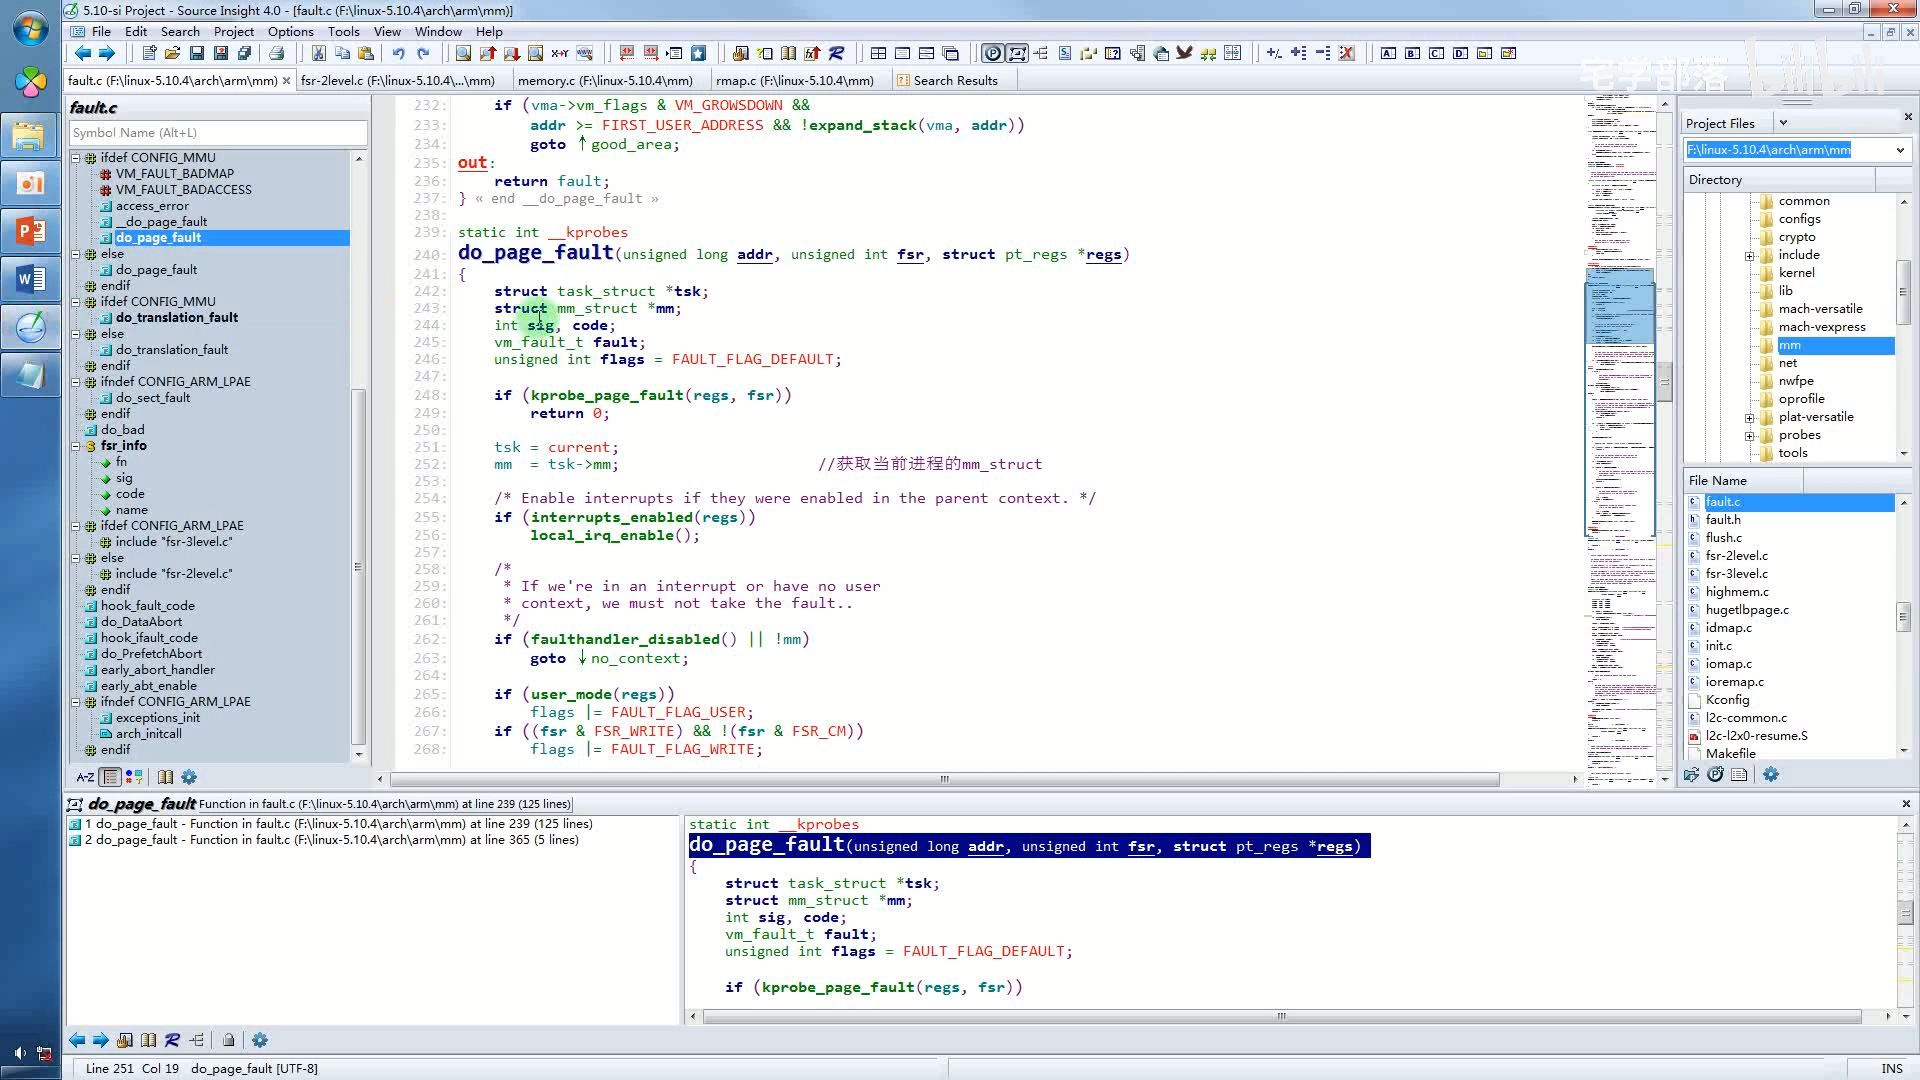 5.10-si Project - Source Insight 4.0 - [fault.c (F:\linux-5.10.4\arch\arm\mm)]
File Edit Search Project Options Tools View Window Help
fault.c (F:\linux-5.10.4\arch\arm\mm)
fsr-2level.c (F:\linux-5.10.4\...\mm)
memory.c (F:\linux-5.10.4\mm)
rmap.c (F:\linux-5.10.4\mm)
Search Results
宅学部落
bilibili
fault.c
Symbol Name (Alt+L)
ifdef CONFIG_MMU
VM_FAULT_BADMAP
VM_FAULT_BADACCESS
access_error
__do_page_fault
do_page_fault
else
do_page_fault
endif
ifdef CONFIG_MMU
do_translation_fault
else
do_translation_fault
endif
ifndef CONFIG_ARM_LPAE
do_sect_fault
endif
do_bad
fsr_info
fn
sig
code
name
ifdef CONFIG_ARM_LPAE
include "fsr-3level.c"
else
include "fsr-2level.c"
endif
hook_fault_code
do_DataAbort
hook_ifault_code
do_PrefetchAbort
early_abort_handler
early_abt_enable
ifndef CONFIG_ARM_LPAE
exceptions_init
arch_initcall
endif
A-Z
232: if (vma->vm_flags & VM_GROWSDOWN &&
233: addr >= FIRST_USER_ADDRESS && !expand_stack(vma, addr))
234: goto ↑good_area;
235: out:
236: return fault;
237: } « end __do_page_fault »
238:
239: static int __kprobes
240: do_page_fault(unsigned long addr, unsigned int fsr, struct pt_regs *regs)
241: {
242: struct task_struct *tsk;
243: struct mm_struct *mm;
244: int sig, code;
245: vm_fault_t fault;
246: unsigned int flags = FAULT_FLAG_DEFAULT;
247:
248: if (kprobe_page_fault(regs, fsr))
249: return 0;
250:
251: tsk = current;
252: mm  = tsk->mm; //获取当前进程的mm_struct
253:
254: /* Enable interrupts if they were enabled in the parent context. */
255: if (interrupts_enabled(regs))
256: local_irq_enable();
257:
258: /*
259: * If we're in an interrupt or have no user
260: * context, we must not take the fault..
261: */
262: if (faulthandler_disabled() || !mm)
263: goto ↓no_context;
264:
265: if (user_mode(regs))
266: flags |= FAULT_FLAG_USER;
267: if ((fsr & FSR_WRITE) && !(fsr & FSR_CM))
268: flags |= FAULT_FLAG_WRITE;
Project Files
F:\linux-5.10.4\arch\arm\mm
Directory
common
configs
crypto
include
kernel
lib
mach-versatile
mach-vexpress
mm
net
nwfpe
oprofile
plat-versatile
probes
tools
File Name
fault.c
fault.h
flush.c
fsr-2level.c
fsr-3level.c
highmem.c
hugetlbpage.c
idmap.c
init.c
iomap.c
ioremap.c
Kconfig
l2c-common.c
l2c-l2x0-resume.S
Makefile
do_page_fault Function in fault.c (F:\linux-5.10.4\arch\arm\mm) at line 239 (125 lines)
1 do_page_fault - Function in fault.c (F:\linux-5.10.4\arch\arm\mm) at line 239 (125 lines)
2 do_page_fault - Function in fault.c (F:\linux-5.10.4\arch\arm\mm) at line 365 (5 lines)
static int __kprobes
do_page_fault(unsigned long addr, unsigned int fsr, struct pt_regs *regs)
{
struct task_struct *tsk;
struct mm_struct *mm;
int sig, code;
vm_fault_t fault;
unsigned int flags = FAULT_FLAG_DEFAULT;
if (kprobe_page_fault(regs, fsr))
Line 251 Col 19 do_page_fault [UTF-8]
INS